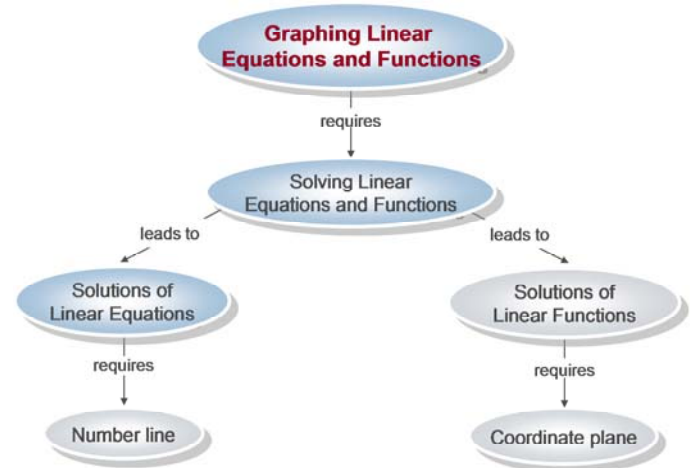 Graphing Linear
Equations and Functions
requires
Solving Linear
Equations and Functions
leads to
leads to
Solutions of
Linear Equations
Solutions of
Linear Functions
requires
requires
Number line
Coordinate plane